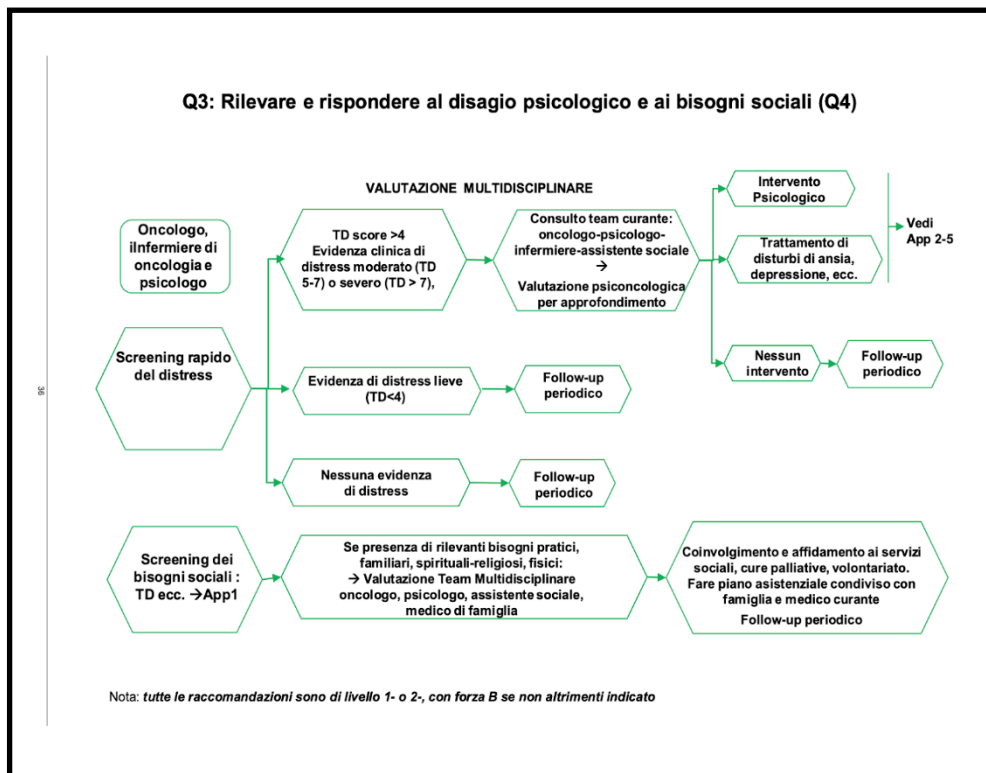 Q3: Rilevare e rispondere al disagio psicologico e ai bisogni sociali (Q4)
VALUTAZIONE MULTIDISCIPLINARE
Oncologo,
iInfermiere di
oncologia e
psicologo
TD score >4
Evidenza clinica di
distress moderato (TD
5-7) o severo (TD > 7),
Consulto team curante:
oncologo-psicologo-
infermiere-assistente sociale
→
Valutazione psiconcologica
per approfondimento
Intervento
Psicologico
Trattamento di
disturbi di ansia,
depressione, ecc.
Vedi
App 2-5
Nessun
intervento
Follow-up
periodico
Screening rapido
del distress
Evidenza di distress lieve
(TD<4)
Follow-up
periodico
Nessuna evidenza
di distress
Follow-up
periodico
36
Screening dei
bisogni sociali :
TD ecc. →App1
Se presenza di rilevanti bisogni pratici,
familiari, spirituali-religiosi, fisici:
→ Valutazione Team Multidisciplinare
oncologo, psicologo, assistente sociale,
medico di famiglia
Coinvolgimento e affidamento ai servizi
sociali, cure palliative, volontariato.
Fare piano asistenziale condiviso con
famiglia e medico curante
Follow-up periodico
Nota: tutte le raccomandazioni sono di livello 1- o 2-, con forza B se non altrimenti indicato